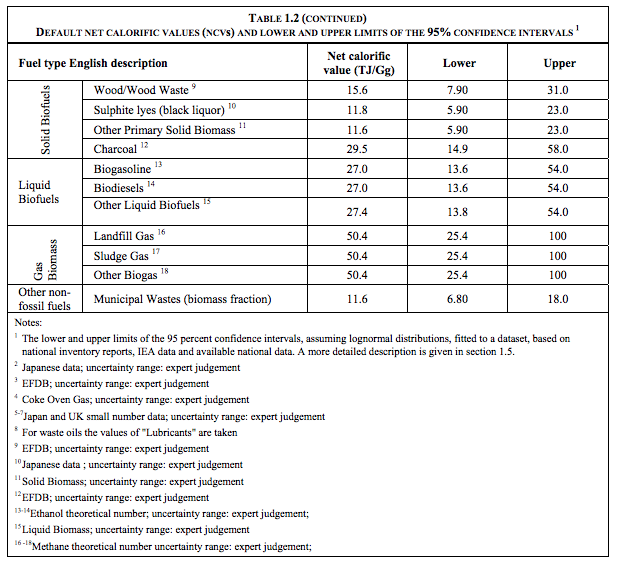 TABLE 1.2 (CONTINUED)
DEFAULT NET CALORIFIC VALUES (NCVs) AND LOWER AND UPPER LIMITS OF THE 95% CONFIDENCE INTERVALS 1
Fuel type English description Net calorific value (TJ/Gg) Lower Upper
Solid Biofuels
Wood/Wood Waste 9 15.6 7.90 31.0
Sulphite lyes (black liquor) 10 11.8 5.90 23.0
Other Primary Solid Biomass 11 11.6 5.90 23.0
Charcoal 12 29.5 14.9 58.0
Liquid Biofuels
Biogasoline 13 27.0 13.6 54.0
Biodiesels 14 27.0 13.6 54.0
Other Liquid Biofuels 15 27.4 13.8 54.0
Gas Biomass
Landfill Gas 16 50.4 25.4 100
Sludge Gas 17 50.4 25.4 100
Other Biogas 18 50.4 25.4 100
Other non-fossil fuels
Municipal Wastes (biomass fraction) 11.6 6.80 18.0
Notes:
1 The lower and upper limits of the 95 percent confidence intervals, assuming lognormal distributions, fitted to a dataset, based on
national inventory reports, IEA data and available national data. A more detailed description is given in section 1.5.
2 Japanese data; uncertainty range: expert judgement
3 EFDB; uncertainty range: expert judgement
4 Coke Oven Gas; uncertainty range: expert judgement
5-7 Japan and UK small number data; uncertainty range: expert judgement
8 For waste oils the values of "Lubricants" are taken
9 EFDB; uncertainty range: expert judgement
10 Japanese data ; uncertainty range: expert judgement
11 Solid Biomass; uncertainty range: expert judgement
12 EFDB; uncertainty range: expert judgement
13-14 Ethanol theoretical number; uncertainty range: expert judgement;
15 Liquid Biomass; uncertainty range: expert judgement
16 -18 Methane theoretical number uncertainty range: expert judgement;